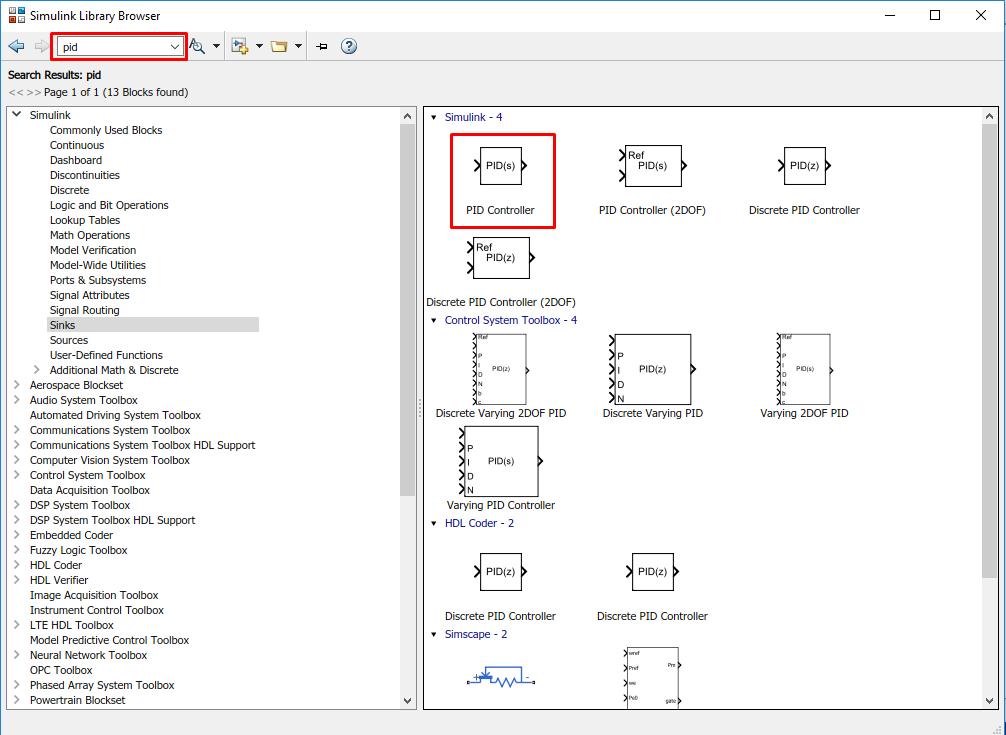 Simulink Library Browser
pid
Search Results: pid
<< >> Page 1 of 1 (13 Blocks found)
Simulink
Commonly Used Blocks
Continuous
Dashboard
Discontinuities
Discrete
Logic and Bit Operations
Lookup Tables
Math Operations
Model Verification
Model-Wide Utilities
Ports & Subsystems
Signal Attributes
Signal Routing
Sinks
Sources
User-Defined Functions
Additional Math & Discrete
Aerospace Blockset
Audio System Toolbox
Automated Driving System Toolbox
Communications System Toolbox
Communications System Toolbox HDL Support
Computer Vision System Toolbox
Control System Toolbox
Data Acquisition Toolbox
DSP System Toolbox
DSP System Toolbox HDL Support
Embedded Coder
Fuzzy Logic Toolbox
HDL Coder
HDL Verifier
Image Acquisition Toolbox
Instrument Control Toolbox
LTE HDL Toolbox
Model Predictive Control Toolbox
Neural Network Toolbox
OPC Toolbox
Phased Array System Toolbox
Powertrain Blockset
Simulink - 4
PID(s)
PID Controller
Ref
PID(s)
PID Controller (2DOF)
PID(z)
Discrete PID Controller
Ref
PID(z)
Discrete PID Controller (2DOF)
Control System Toolbox - 4
Ref
P
I
D
N
b
c
PID(z)
Discrete Varying 2DOF PID
P
I
D
N
PID(z)
Discrete Varying PID
Ref
P
I
D
N
b
c
PID(s)
Varying 2DOF PID
P
I
D
N
PID(s)
Varying PID Controller
HDL Coder - 2
PID(z)
Discrete PID Controller
PID(z)
Discrete PID Controller
Simscape - 2
+ -
wref
Pref
we
Pe0
Pm
gate